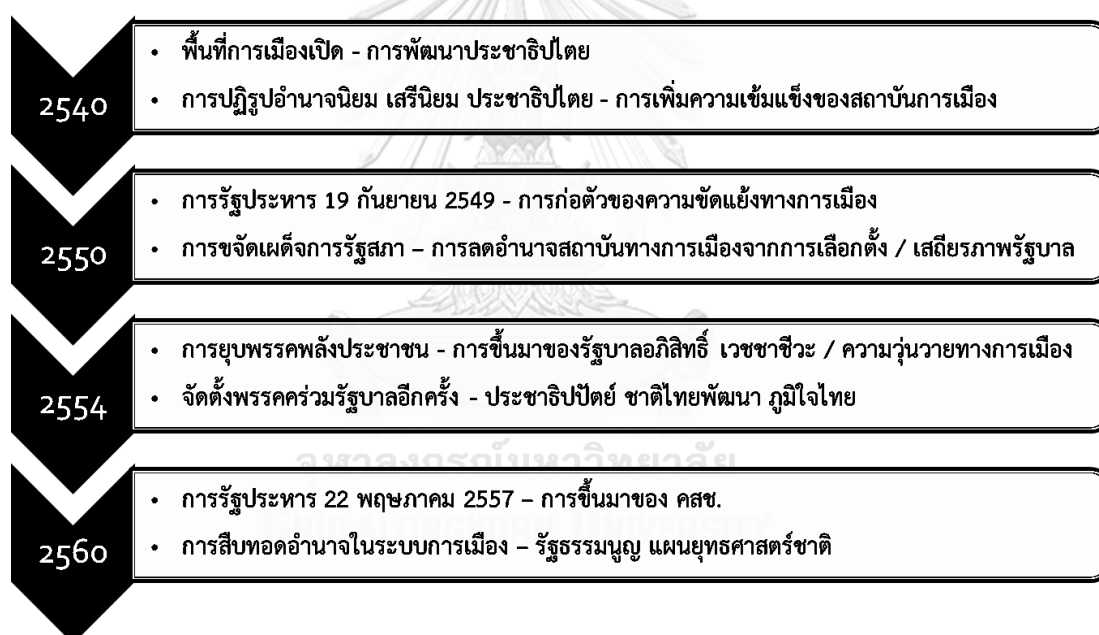 2540
• พื้นที่การเมืองเปิด - การพัฒนาประชาธิปไตย
• การปฏิรูปอำนาจนิยม เสรีนิยม ประชาธิปไตย - การเพิ่มความเข้มแข็งของสถาบันการเมือง
2550
• การรัฐประหาร 19 กันยายน 2549 - การก่อตัวของความขัดแย้งทางการเมือง
• การขจัดเผด็จการรัฐสภา – การลดอำนาจสถาบันทางการเมืองจากการเลือกตั้ง / เสถียรภาพรัฐบาล
2554
• การยุบพรรคพลังประชาชน - การขึ้นมาของรัฐบาลอภิสิทธิ์ เวชชาชีวะ / ความวุ่นวายทางการเมือง
• จัดตั้งพรรคคร่วมรัฐบาลอีกครั้ง - ประชาธิปปัตย์ ชาติไทยพัฒนา ภูมิใจไทย
จุฬาลงกรณ์มหาวิทยาลัย
2560
• การรัฐประหาร 22 พฤษภาคม 2557 – การขึ้นมาของ คสช.
CHULALONGKORN UNIVERSITY
• การสืบทอดอำนาจในระบบการเมือง – รัฐธรรมนูญ แผนยุทธศาสตร์ชาติ